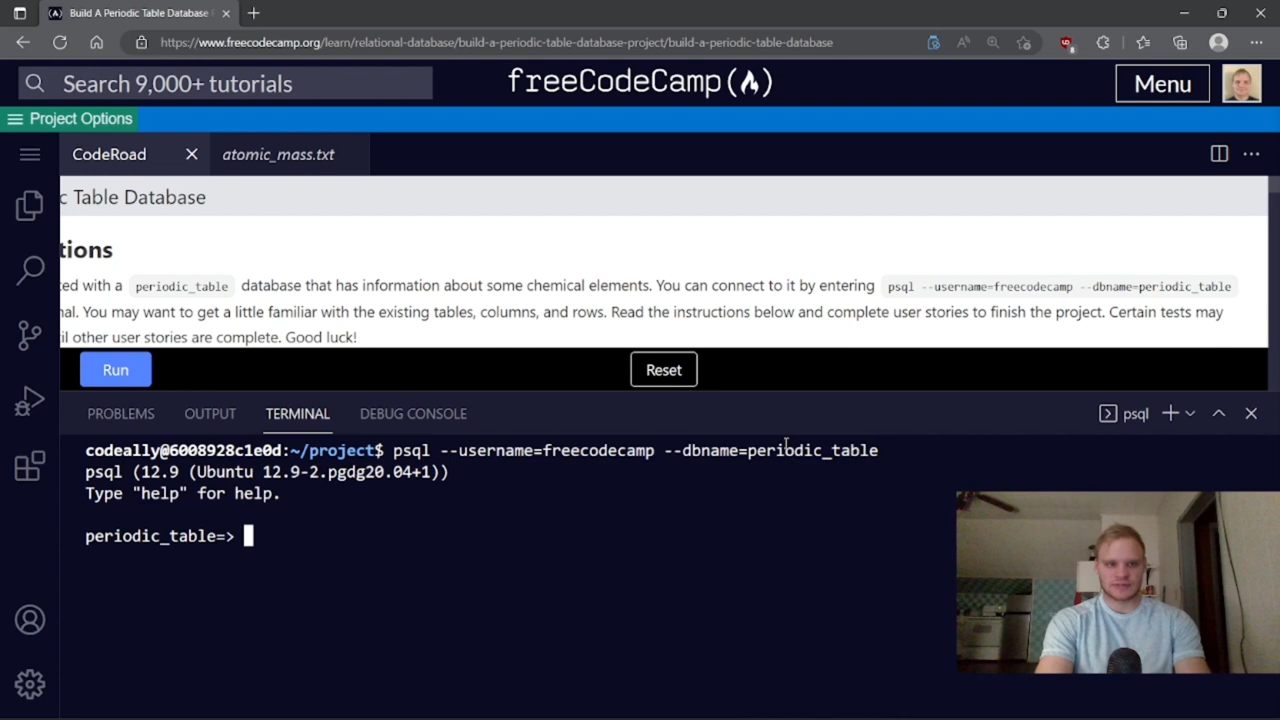 Build A Periodic Table Database
https://www.freecodecamp.org/learn/relational-database/build-a-periodic-table-database-project/build-a-periodic-table-database
Search 9,000+ tutorials
freeCodeCamp(🔥)
Menu
Project Options
CodeRoad
atomic_mass.txt
c Table Database
tions
ted with a periodic_table database that has information about some chemical elements. You can connect to it by entering psql --username=freecodecamp --dbname=periodic_table
nal. You may want to get a little familiar with the existing tables, columns, and rows. Read the instructions below and complete user stories to finish the project. Certain tests may
til other user stories are complete. Good luck!
Run
Reset
PROBLEMS
OUTPUT
TERMINAL
DEBUG CONSOLE
psql
codeally@6008928c1e0d:~/project$ psql --username=freecodecamp --dbname=periodic_table
psql (12.9 (Ubuntu 12.9-2.pgdg20.04+1))
Type "help" for help.
periodic_table=>